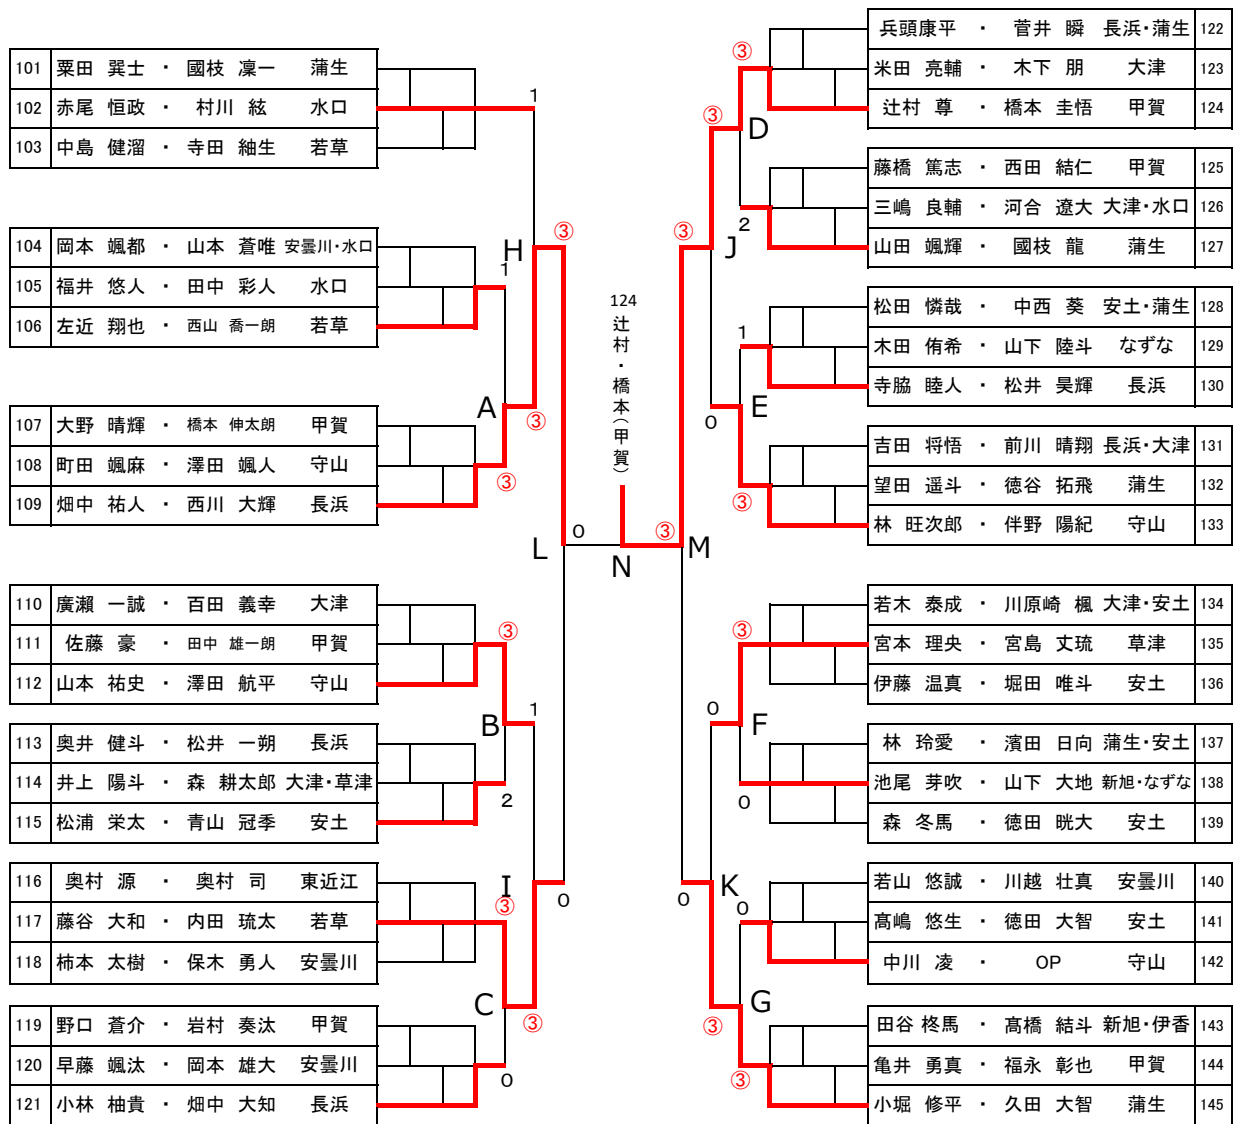 101 粟田 巽士 ・ 國枝 凜一 蒲生
102 赤尾 恒政 ・ 村川 絃 水口
103 中島 健溜 ・ 寺田 紬生 若草
1
104 岡本 颯都 ・ 山本 蒼唯 安曇川・水口
105 福井 悠人 ・ 田中 彩人 水口
106 左近 翔也 ・ 西山 喬一朗 若草
1
H
③
107 大野 晴輝 ・ 橋本 伸太朗 甲賀
108 町田 颯麻 ・ 澤田 颯人 守山
109 畑中 祐人 ・ 西川 大輝 長浜
A
③
③
L
0
110 廣瀬 一誠 ・ 百田 義幸 大津
111 佐藤 豪 ・ 田中 雄一朗 甲賀
112 山本 祐史 ・ 澤田 航平 守山
③
B
1
113 奥井 健斗 ・ 松井 一朔 長浜
114 井上 陽斗 ・ 森 耕太郎 大津・草津
115 松浦 栄太 ・ 青山 冠季 安土
2
116 奥村 源 ・ 奥村 司 東近江
117 藤谷 大和 ・ 内田 琉太 若草
118 柿本 太樹 ・ 保木 勇人 安曇川
I
③
0
C
③
119 野口 蒼介 ・ 岩村 奏汰 甲賀
120 早藤 颯汰 ・ 岡本 雄大 安曇川
121 小林 柚貴 ・ 畑中 大知 長浜
0
124
辻村・橋本(甲賀)
N
兵頭康平 ・ 菅井 瞬 長浜・蒲生 122
米田 亮輔 ・ 木下 朋 大津 123
辻村 尊 ・ 橋本 圭悟 甲賀 124
③
③
D
藤橋 篤志 ・ 西田 結仁 甲賀 125
三嶋 良輔 ・ 河合 遼大 大津・水口 126
山田 颯輝 ・ 國枝 龍 蒲生 127
2
③
J
松田 憐哉 ・ 中西 葵 安土・蒲生 128
木田 侑希 ・ 山下 陸斗 なずな 129
寺脇 睦人 ・ 松井 昊輝 長浜 130
1
E
0
吉田 将悟 ・ 前川 晴翔 長浜・大津 131
望田 遥斗 ・ 徳谷 拓飛 蒲生 132
林 旺次郎 ・ 伴野 陽紀 守山 133
③
③
M
若木 泰成 ・ 川原崎 楓 大津・安土 134
宮本 理央 ・ 宮島 丈琉 草津 135
伊藤 温真 ・ 堀田 唯斗 安土 136
③
0
F
林 玲愛 ・ 濱田 日向 蒲生・安土 137
池尾 芽吹 ・ 山下 大地 新旭・なずな 138
森 冬馬 ・ 徳田 晄大 安土 139
0
若山 悠誠 ・ 川越 壮真 安曇川 140
髙嶋 悠生 ・ 徳田 大智 安土 141
中川 凌 ・ OP 守山 142
K
0
0
G
③
田谷 柊馬 ・ 髙橋 結斗 新旭・伊香 143
亀井 勇真 ・ 福永 彰也 甲賀 144
小堀 修平 ・ 久田 大智 蒲生 145
③